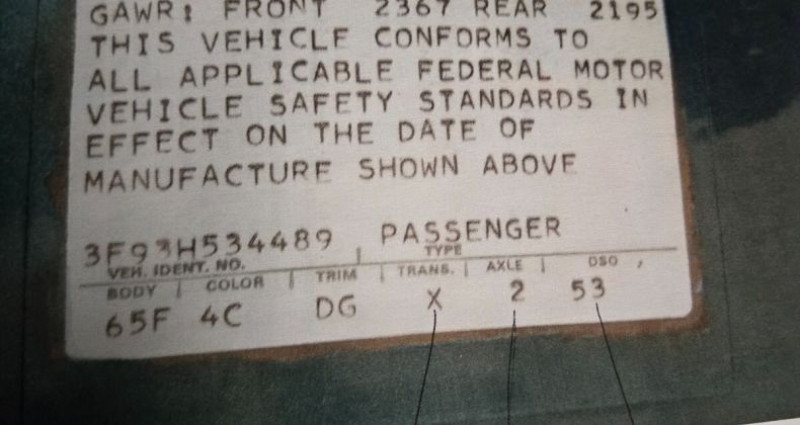 GAWR: FRONT 2367 REAR 2195
THIS VEHICLE CONFORMS TO
ALL APPLICABLE FEDERAL MOTOR
VEHICLE SAFETY STANDARDS IN
EFFECT ON THE DATE OF
MANUFACTURE SHOWN ABOVE
3F93H534489 PASSENGER
VEH. IDENT. NO. TYPE
BODY COLOR TRIM TRANS. AXLE DSO
65F 4C DG X 2 53